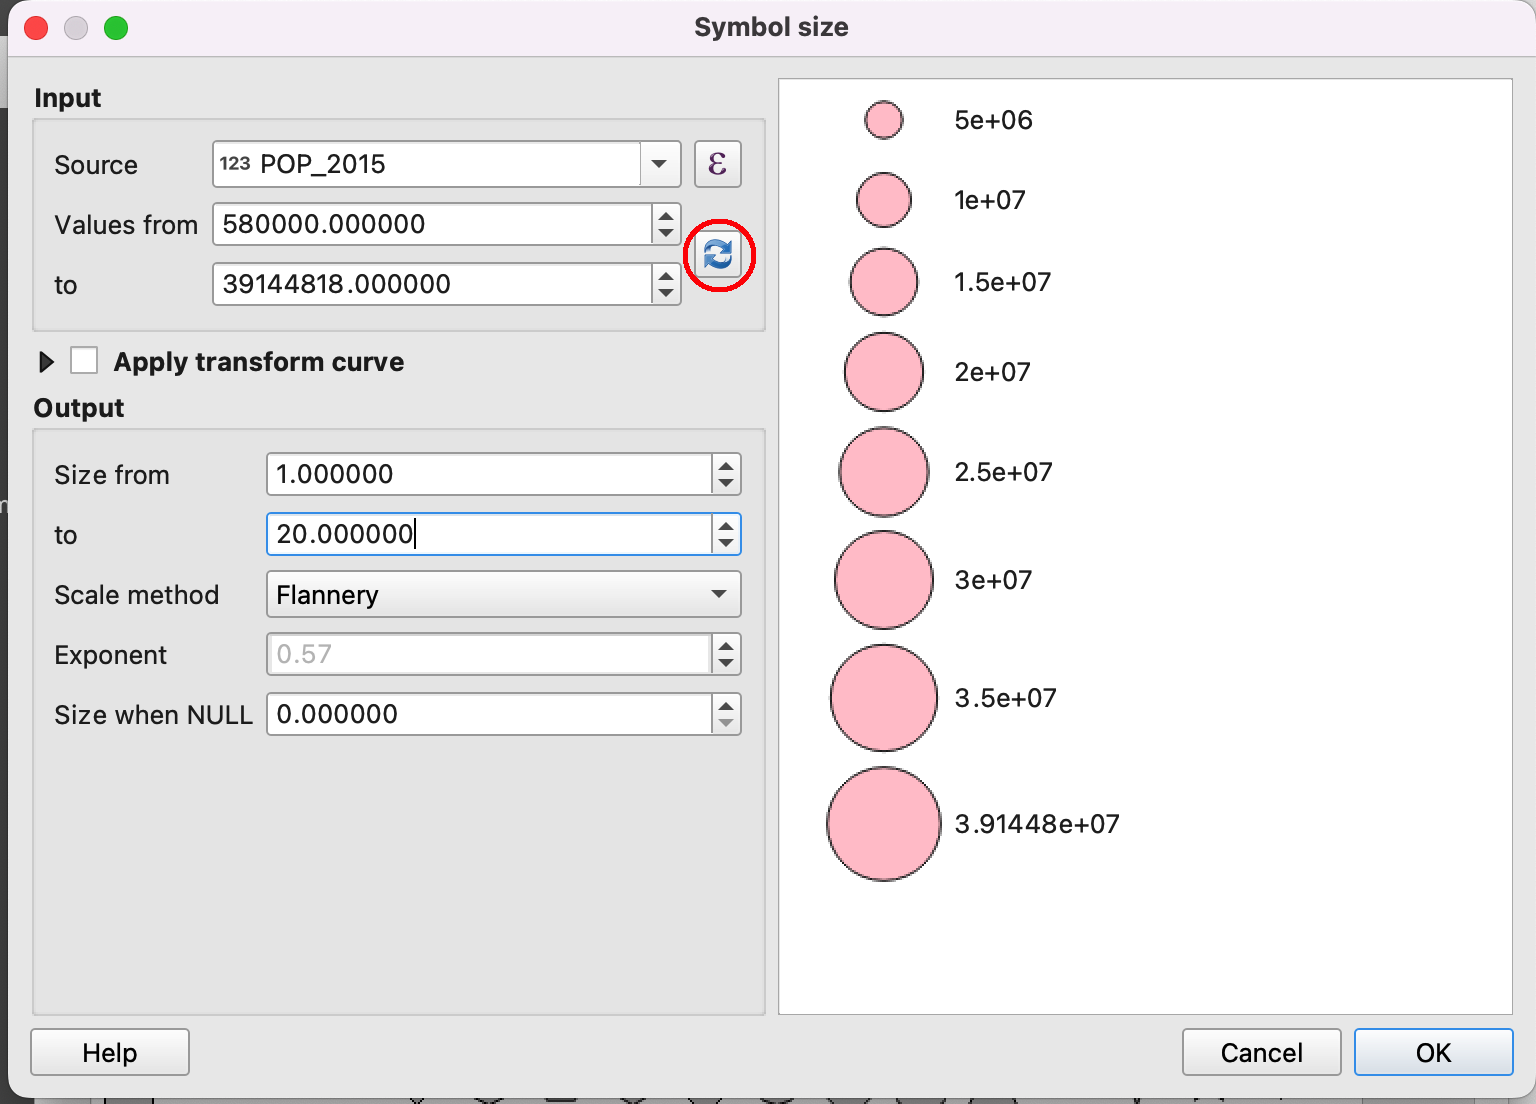 Symbol size
Input
Source 123 POP_2015 ε
Values from 580000.000000
to 39144818.000000
Apply transform curve
Output
Size from 1.000000
to 20.000000
Scale method Flannery
Exponent 0.57
Size when NULL 0.000000
5e+06
1e+07
1.5e+07
2e+07
2.5e+07
3e+07
3.5e+07
3.91448e+07
Help Cancel OK